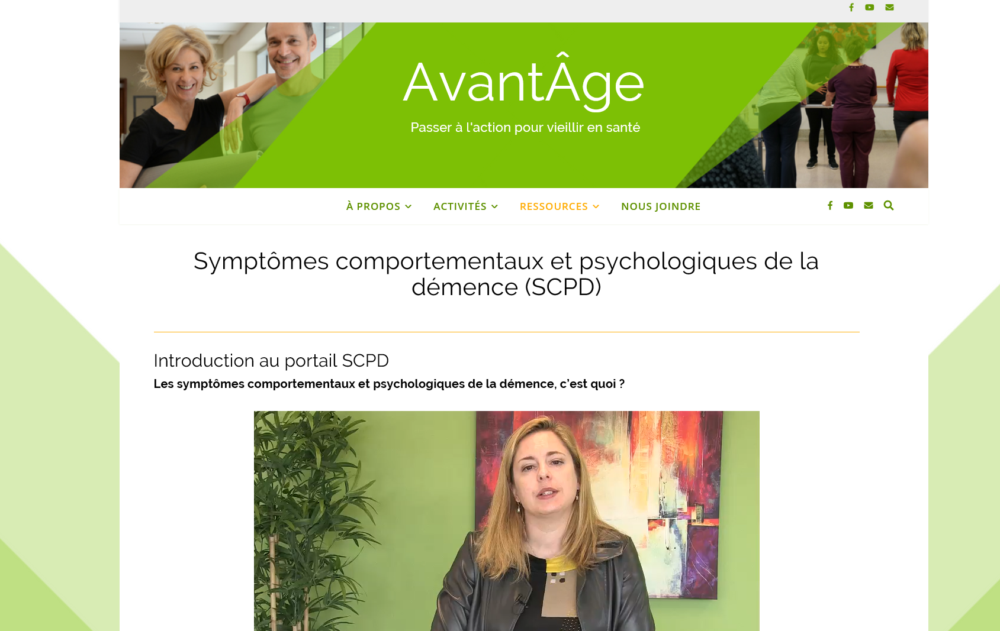 AvantÂge
Passer à l'action pour vieillir en santé
À PROPOS
ACTIVITÉS
RESSOURCES
NOUS JOINDRE
Symptômes comportementaux et psychologiques de la
démence (SCPD)
Introduction au portail SCPD
Les symptômes comportementaux et psychologiques de la démence, c’est quoi ?